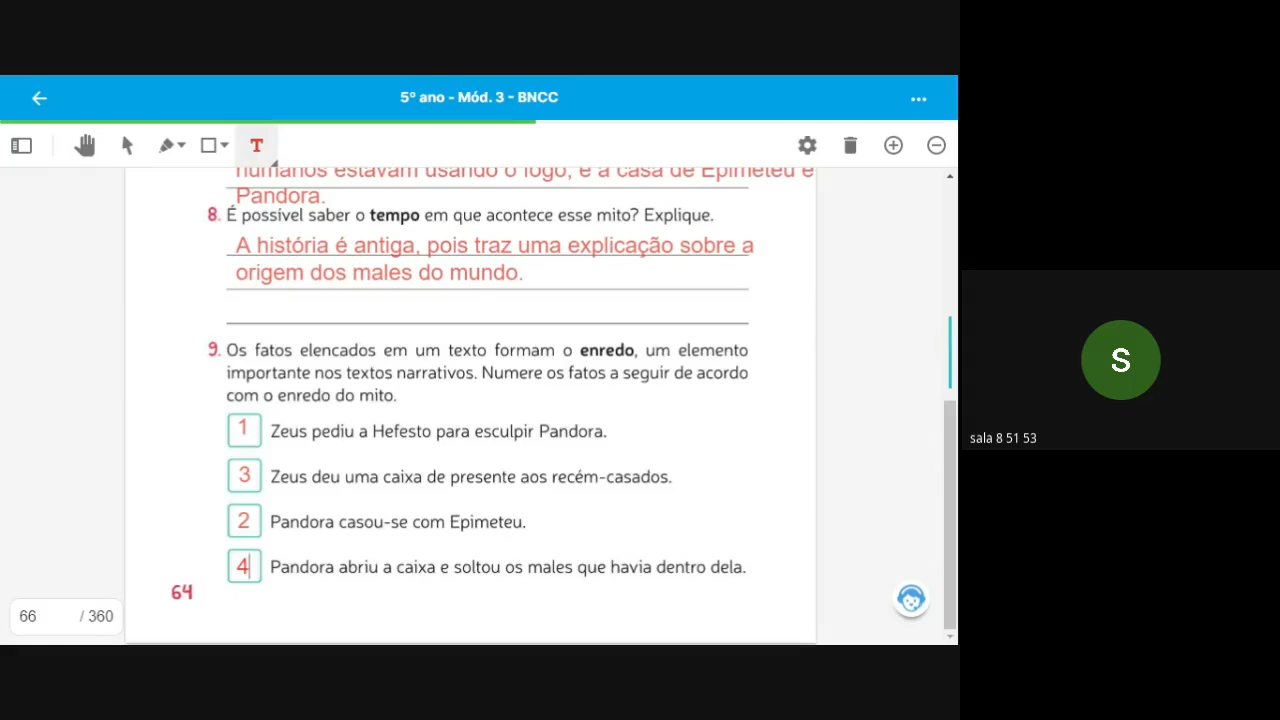 5º ano - Mód. 3 - BNCC
T
humanos estavam usando o fogo, e a casa de Epimeteu e
Pandora.
8. É possível saber o tempo em que acontece esse mito? Explique.
A história é antiga, pois traz uma explicação sobre a
origem dos males do mundo.
9. Os fatos elencados em um texto formam o enredo, um elemento
importante nos textos narrativos. Numere os fatos a seguir de acordo
com o enredo do mito.
1 Zeus pediu a Hefesto para esculpir Pandora.
3 Zeus deu uma caixa de presente aos recém-casados.
2 Pandora casou-se com Epimeteu.
4 Pandora abriu a caixa e soltou os males que havia dentro dela.
64
66 / 360
S
sala 8 51 53